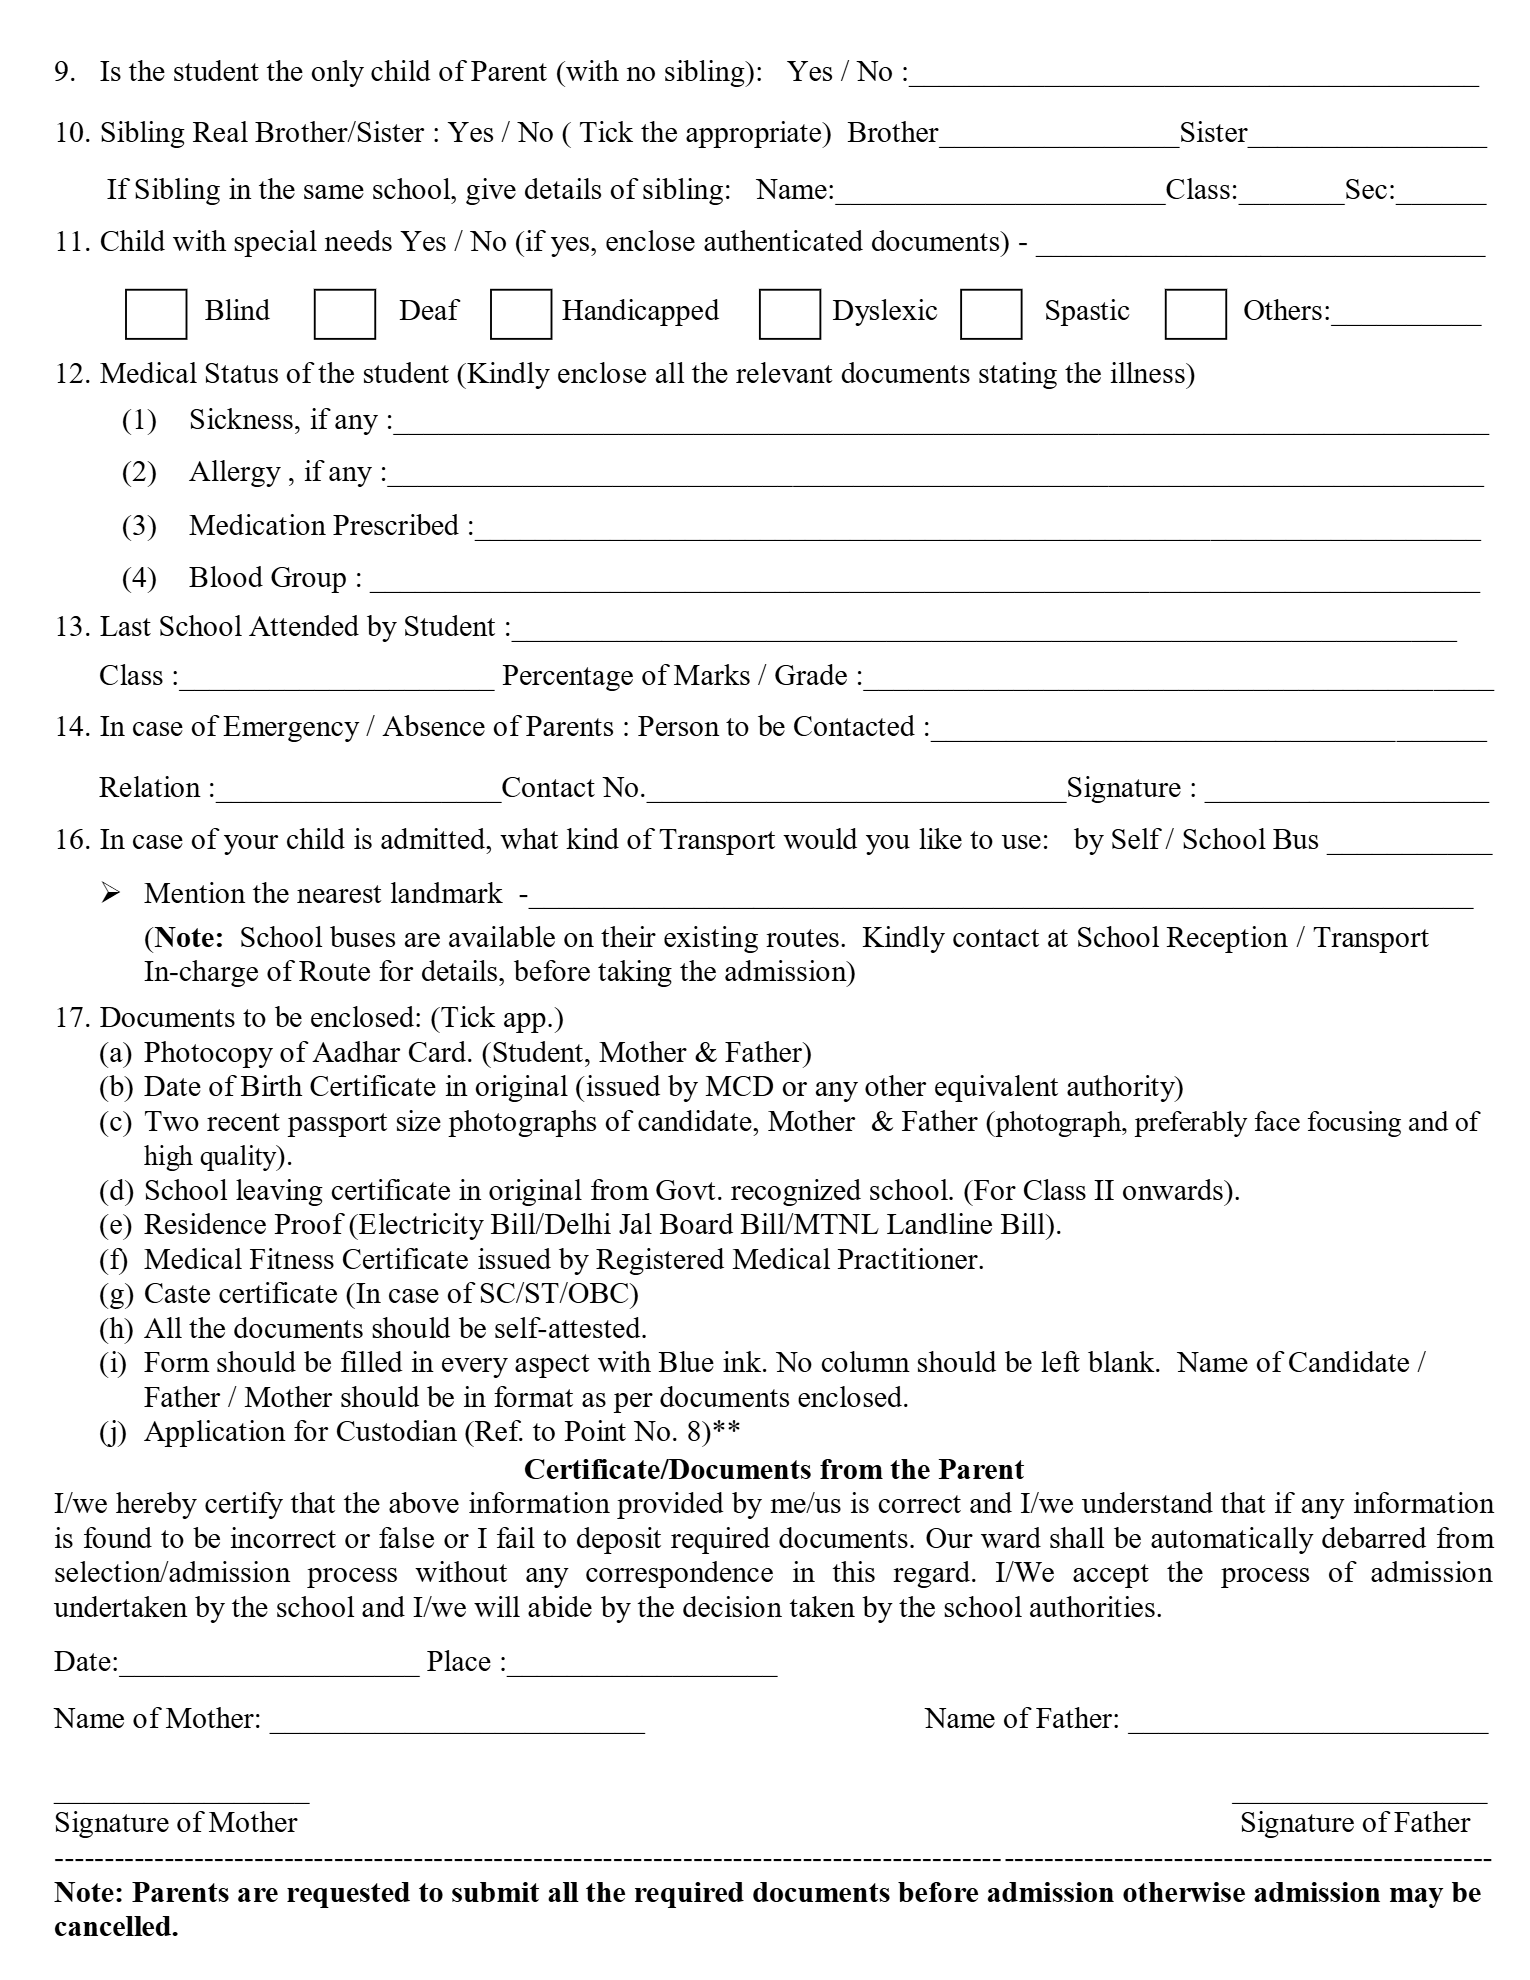 9. Is the student the only child of Parent (with no sibling): Yes / No :______________________________________
10. Sibling Real Brother/Sister : Yes / No ( Tick the appropriate) Brother________________Sister________________
If Sibling in the same school, give details of sibling: Name:______________________Class:_______Sec:______
11. Child with special needs Yes / No (if yes, enclose authenticated documents) - ______________________________
Blind Deaf Handicapped Dyslexic Spastic Others:__________
12. Medical Status of the student (Kindly enclose all the relevant documents stating the illness)
(1) Sickness, if any :_________________________________________________________________________
(2) Allergy , if any :_________________________________________________________________________
(3) Medication Prescribed :___________________________________________________________________
(4) Blood Group : __________________________________________________________________________
13. Last School Attended by Student :_______________________________________________________________
Class :_____________________ Percentage of Marks / Grade :__________________________________________
14. In case of Emergency / Absence of Parents : Person to be Contacted :_____________________________________
Relation :___________________Contact No.____________________________Signature : ___________________
16. In case of your child is admitted, what kind of Transport would you like to use: by Self / School Bus ___________
➢ Mention the nearest landmark -_______________________________________________________________
(Note: School buses are available on their existing routes. Kindly contact at School Reception / Transport
In-charge of Route for details, before taking the admission)
17. Documents to be enclosed: (Tick app.)
(a) Photocopy of Aadhar Card. (Student, Mother & Father)
(b) Date of Birth Certificate in original (issued by MCD or any other equivalent authority)
(c) Two recent passport size photographs of candidate, Mother & Father (photograph, preferably face focusing and of
high quality).
(d) School leaving certificate in original from Govt. recognized school. (For Class II onwards).
(e) Residence Proof (Electricity Bill/Delhi Jal Board Bill/MTNL Landline Bill).
(f) Medical Fitness Certificate issued by Registered Medical Practitioner.
(g) Caste certificate (In case of SC/ST/OBC)
(h) All the documents should be self-attested.
(i) Form should be filled in every aspect with Blue ink. No column should be left blank. Name of Candidate /
Father / Mother should be in format as per documents enclosed.
(j) Application for Custodian (Ref. to Point No. 8)**
Certificate/Documents from the Parent
I/we hereby certify that the above information provided by me/us is correct and I/we understand that if any information
is found to be incorrect or false or I fail to deposit required documents. Our ward shall be automatically debarred from
selection/admission process without any correspondence in this regard. I/We accept the process of admission
undertaken by the school and I/we will abide by the decision taken by the school authorities.
Date:____________________ Place :__________________
Name of Mother: _________________________ Name of Father: ________________________
_________________ _________________
Signature of Mother Signature of Father
------------------------------------------------------------------------------------------------------------------------
Note: Parents are requested to submit all the required documents before admission otherwise admission may be
cancelled.